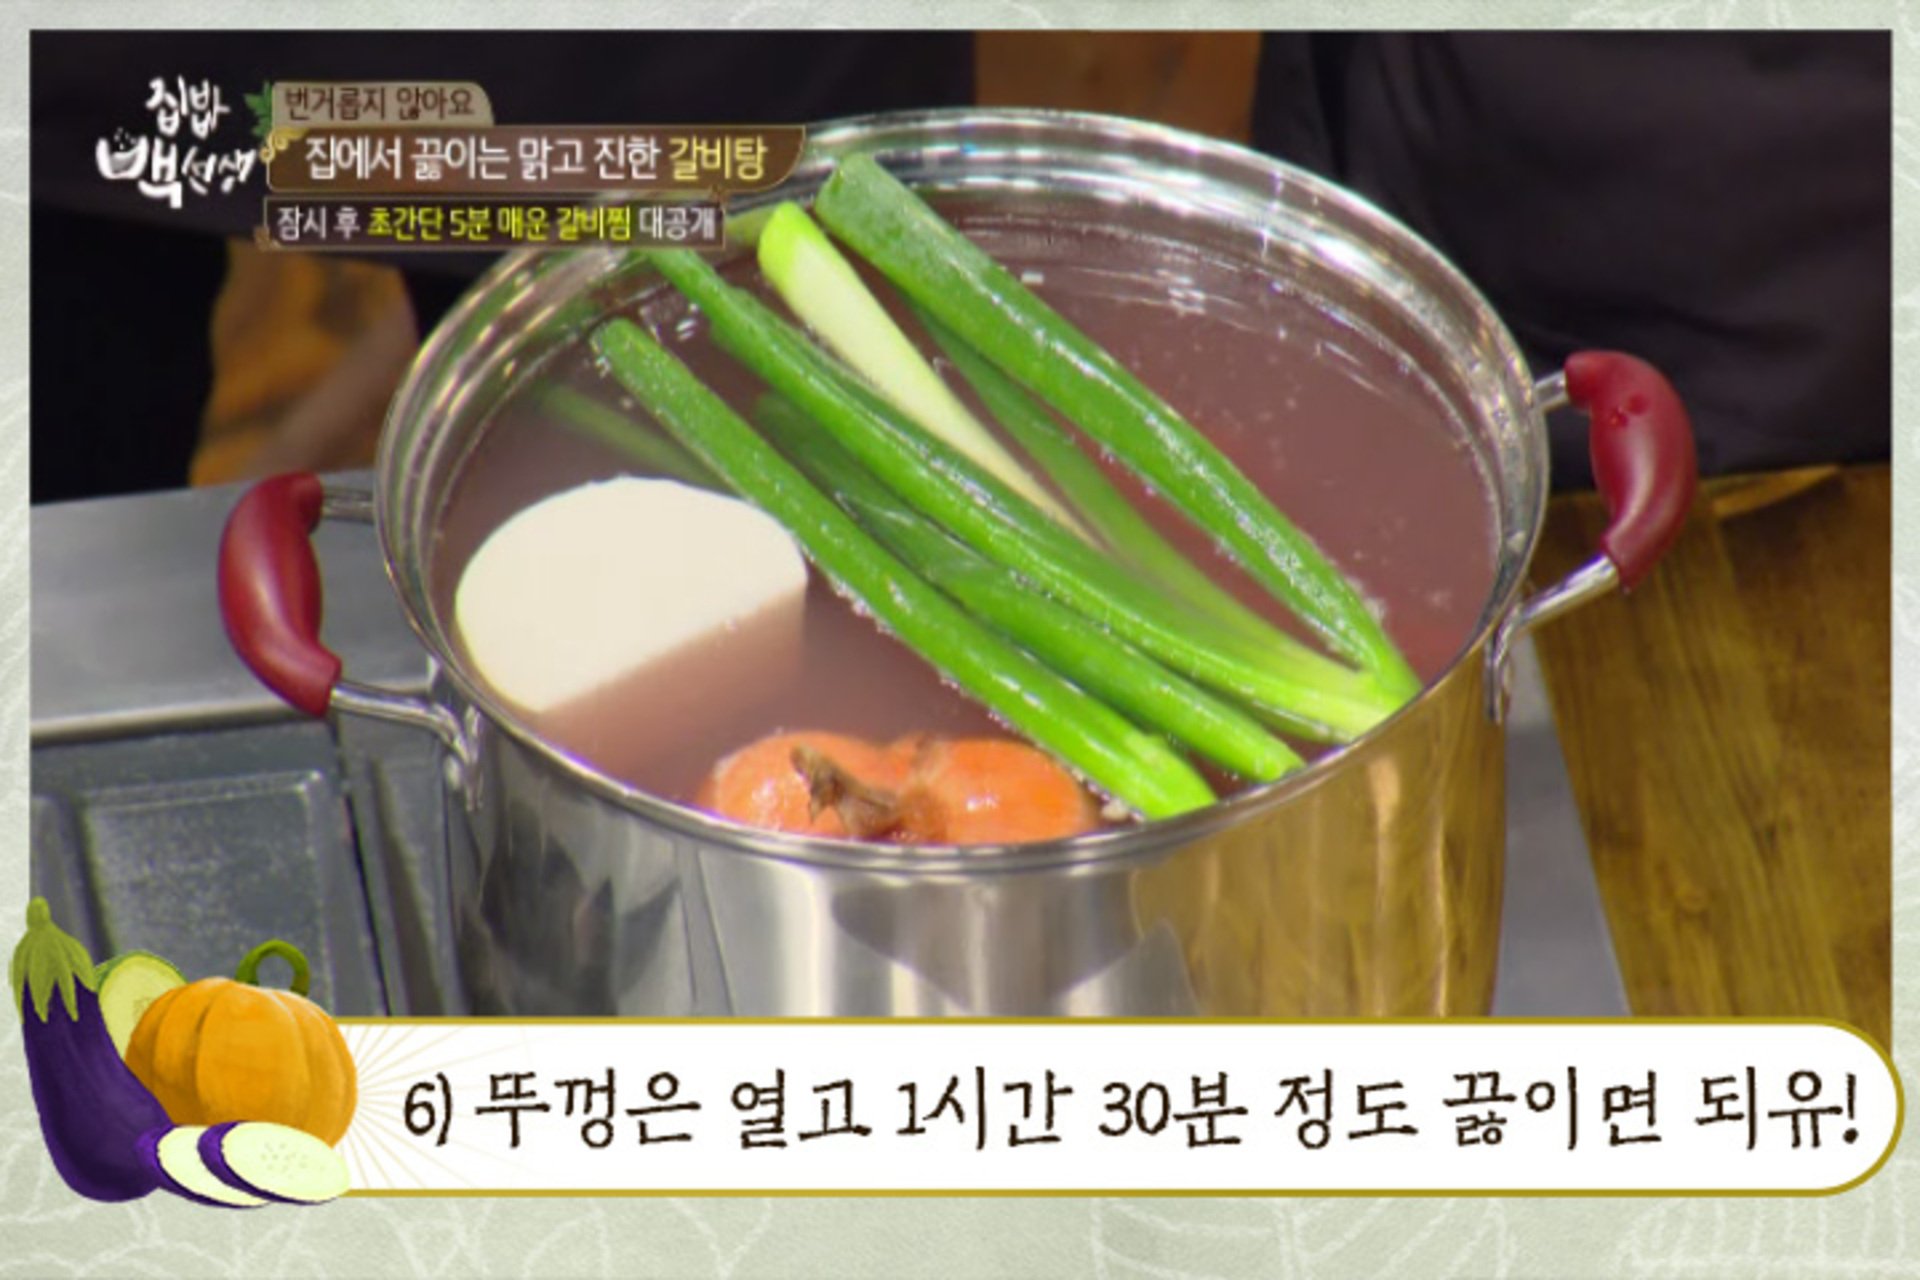 집밥
백선생
번거롭지 않아요
집에서 끓이는 맑고 진한 갈비탕
잠시 후 초간단 5분 매운 갈비찜 대공개
6) 뚜껑은 열고 1시간 30분 정도 끓이면 되유!